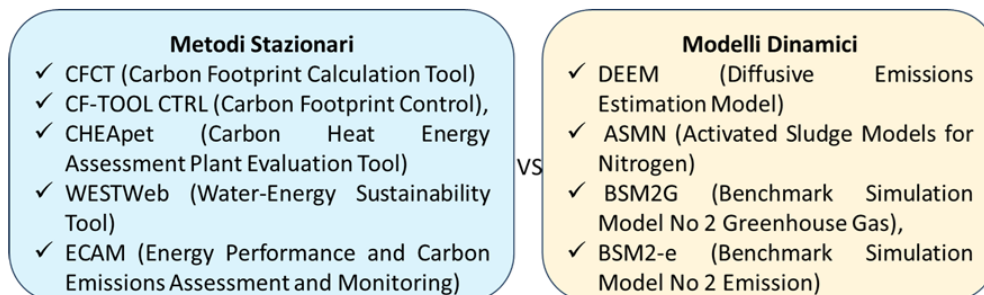 Metodi Stazionari
✓ CFCT (Carbon Footprint Calculation Tool)
✓ CF-TOOL CTRL (Carbon Footprint Control),
✓ CHEApet (Carbon Heat Energy
Assessment Plant Evaluation Tool)
✓ WESTWeb (Water-Energy Sustainability
Tool)
✓ ECAM (Energy Performance and Carbon
Emissions Assessment and Monitoring)
VS
Modelli Dinamici
✓ DEEM (Diffusive Emissions
Estimation Model)
✓ ASMN (Activated Sludge Models for
Nitrogen)
✓ BSM2G (Benchmark Simulation
Model No 2 Greenhouse Gas),
✓ BSM2-e (Benchmark Simulation
Model No 2 Emission)